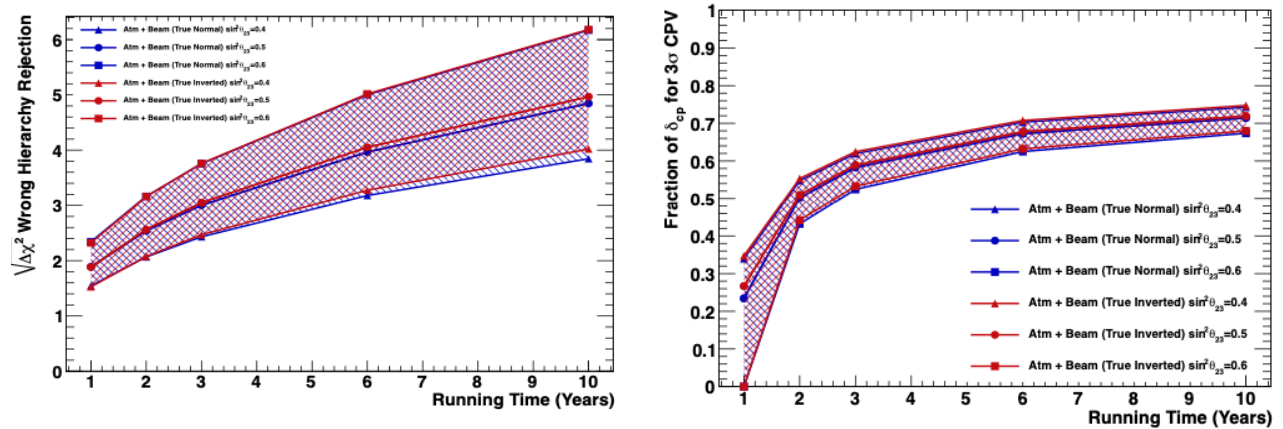 √Δχ² Wrong Hierarchy Rejection
6
5
4
3
2
1
0
Atm + Beam (True Normal) sin²θ₂₃=0.4
Atm + Beam (True Normal) sin²θ₂₃=0.5
Atm + Beam (True Normal) sin²θ₂₃=0.6
Atm + Beam (True Inverted) sin²θ₂₃=0.4
Atm + Beam (True Inverted) sin²θ₂₃=0.5
Atm + Beam (True Inverted) sin²θ₂₃=0.6
1 2 3 4 5 6 7 8 9 10
Running Time (Years)
Fraction of δcp for 3σ CPV
1
0.9
0.8
0.7
0.6
0.5
0.4
0.3
0.2
0.1
0
Atm + Beam (True Normal) sin²θ₂₃=0.4
Atm + Beam (True Normal) sin²θ₂₃=0.5
Atm + Beam (True Normal) sin²θ₂₃=0.6
Atm + Beam (True Inverted) sin²θ₂₃=0.4
Atm + Beam (True Inverted) sin²θ₂₃=0.5
Atm + Beam (True Inverted) sin²θ₂₃=0.6
1 2 3 4 5 6 7 8 9 10
Running Time (Years)